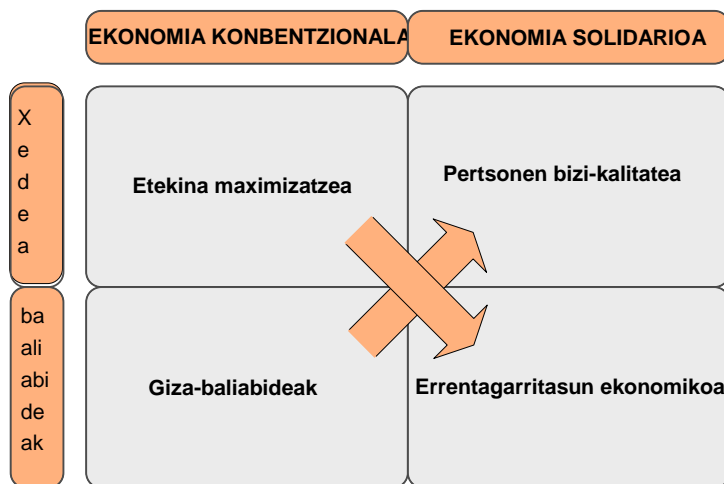 EKONOMIA KONBENTZIONALA
EKONOMIA SOLIDARIOA
X
e
d
e
a
Etekina maximizatzea
Pertsonen bizi-kalitatea
ba
ali
abi
de
ak
Giza-baliabideak
Errentagarritasun ekonomikoa